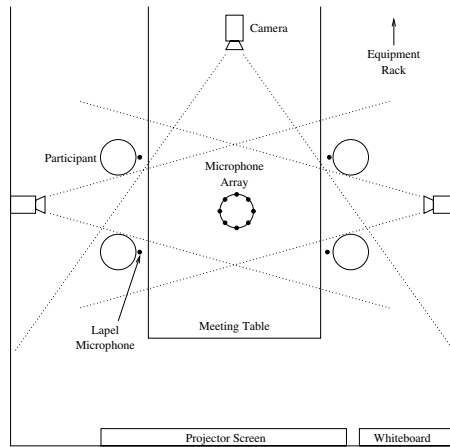 Camera
Equipment
Rack
Participant
Microphone
Array
Lapel
Microphone
Meeting Table
Projector Screen
Whiteboard